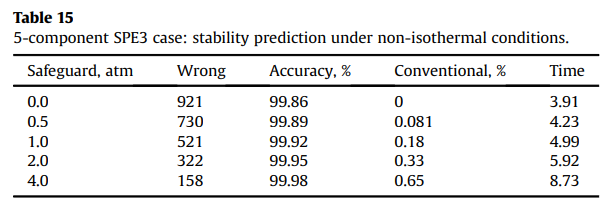 Table 15
5-component SPE3 case: stability prediction under non-isothermal conditions.
Safeguard, atm Wrong Accuracy, % Conventional, % Time
0.0 921 99.86 0 3.91
0.5 730 99.89 0.081 4.23
1.0 521 99.92 0.18 4.99
2.0 322 99.95 0.33 5.92
4.0 158 99.98 0.65 8.73